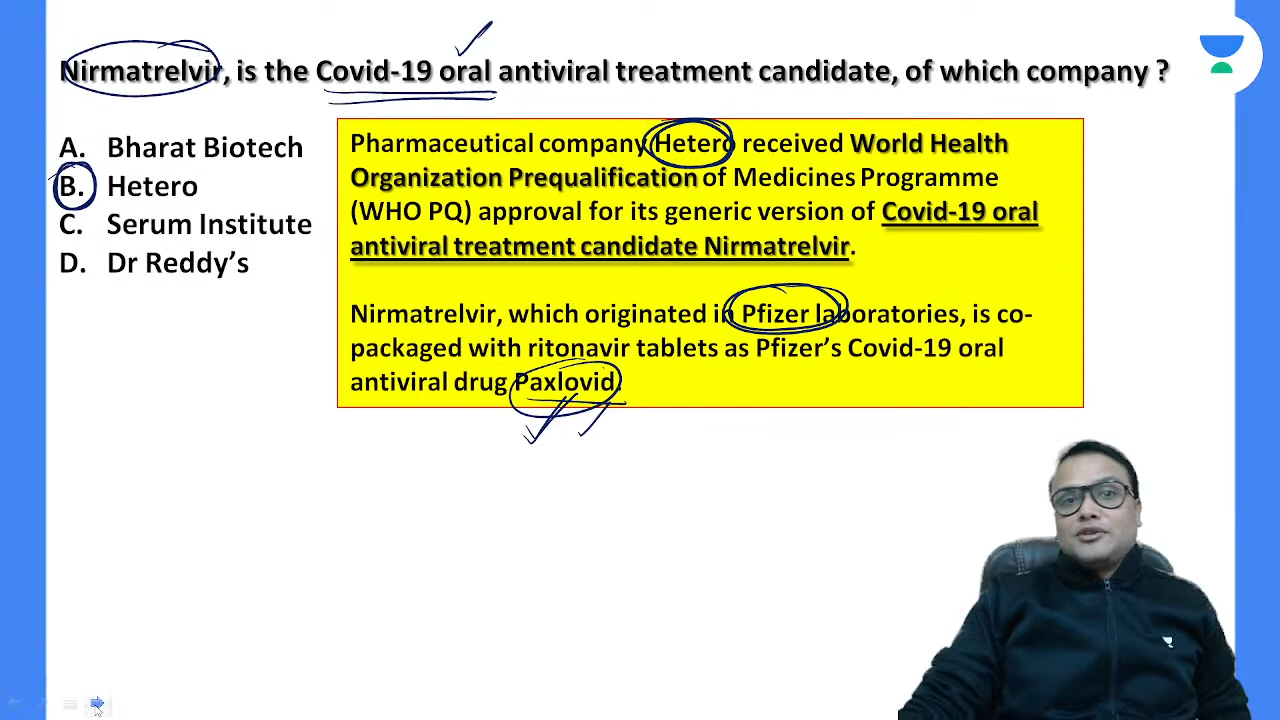 Nirmatrelvir, is the Covid-19 oral antiviral treatment candidate, of which company ?
A. Bharat Biotech
B. Hetero
C. Serum Institute
D. Dr Reddy’s
Pharmaceutical company Hetero received World Health
Organization Prequalification of Medicines Programme
(WHO PQ) approval for its generic version of Covid-19 oral
antiviral treatment candidate Nirmatrelvir.
Nirmatrelvir, which originated in Pfizer laboratories, is co-
packaged with ritonavir tablets as Pfizer’s Covid-19 oral
antiviral drug Paxlovid.